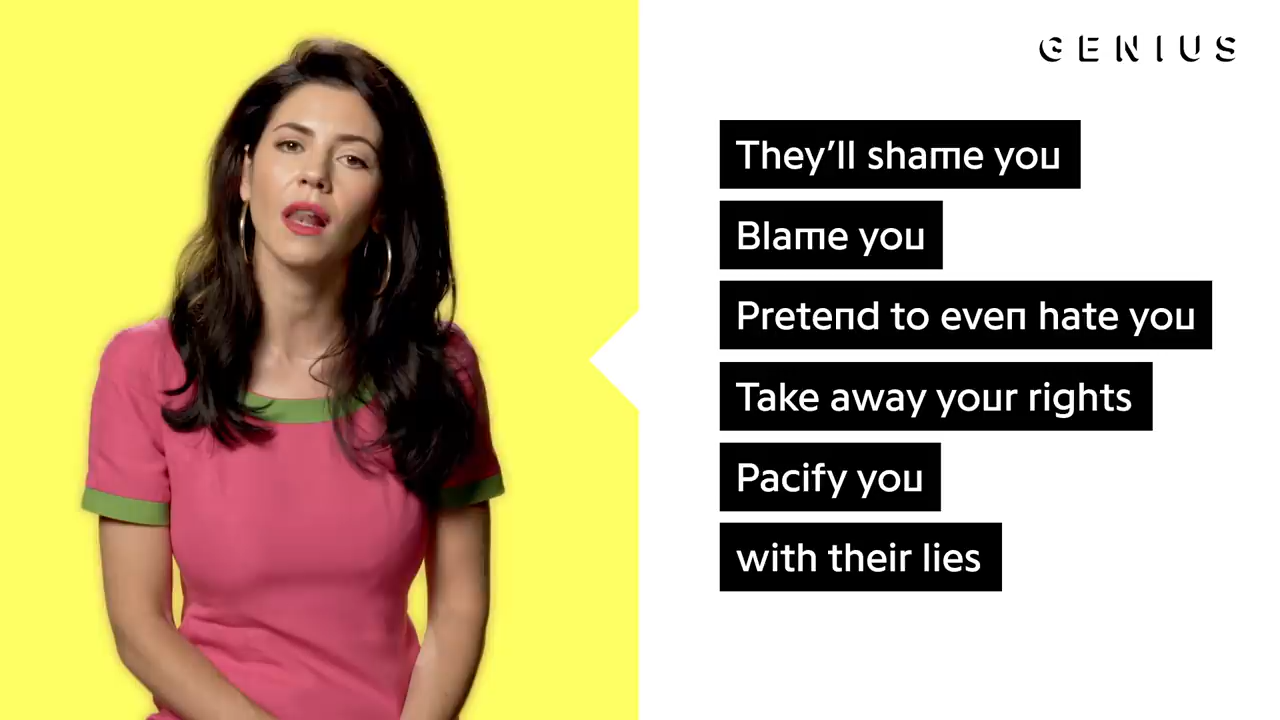 GENIUS
They’ll shame you
Blame you
Pretend to even hate you
Take away your rights
Pacify you
with their lies